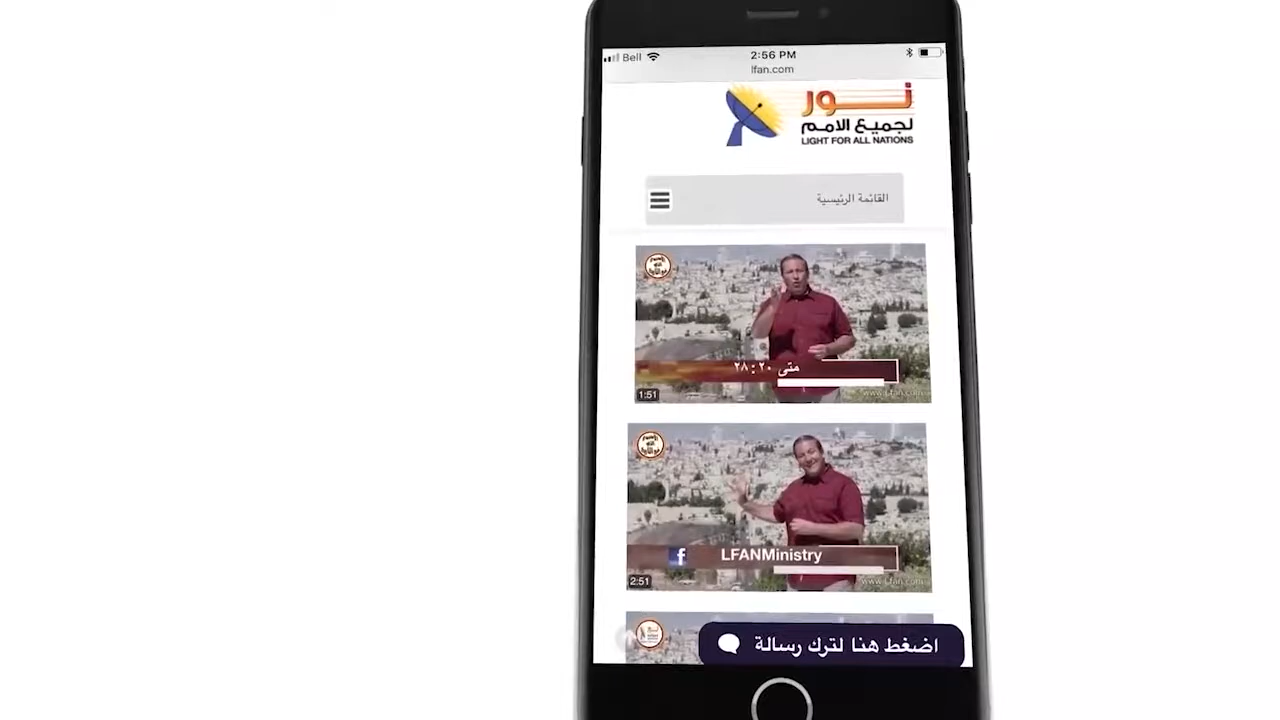 Bell
2:56 PM
lfan.com
نور
لجميع الامم
LIGHT FOR ALL NATIONS
القائمة الرئيسية
متى ٢٨:٢٠
1:51
www.Lfan.com
LFANMinistry
2:51
www.Lfan.com
اضغط هنا لترك رسالة